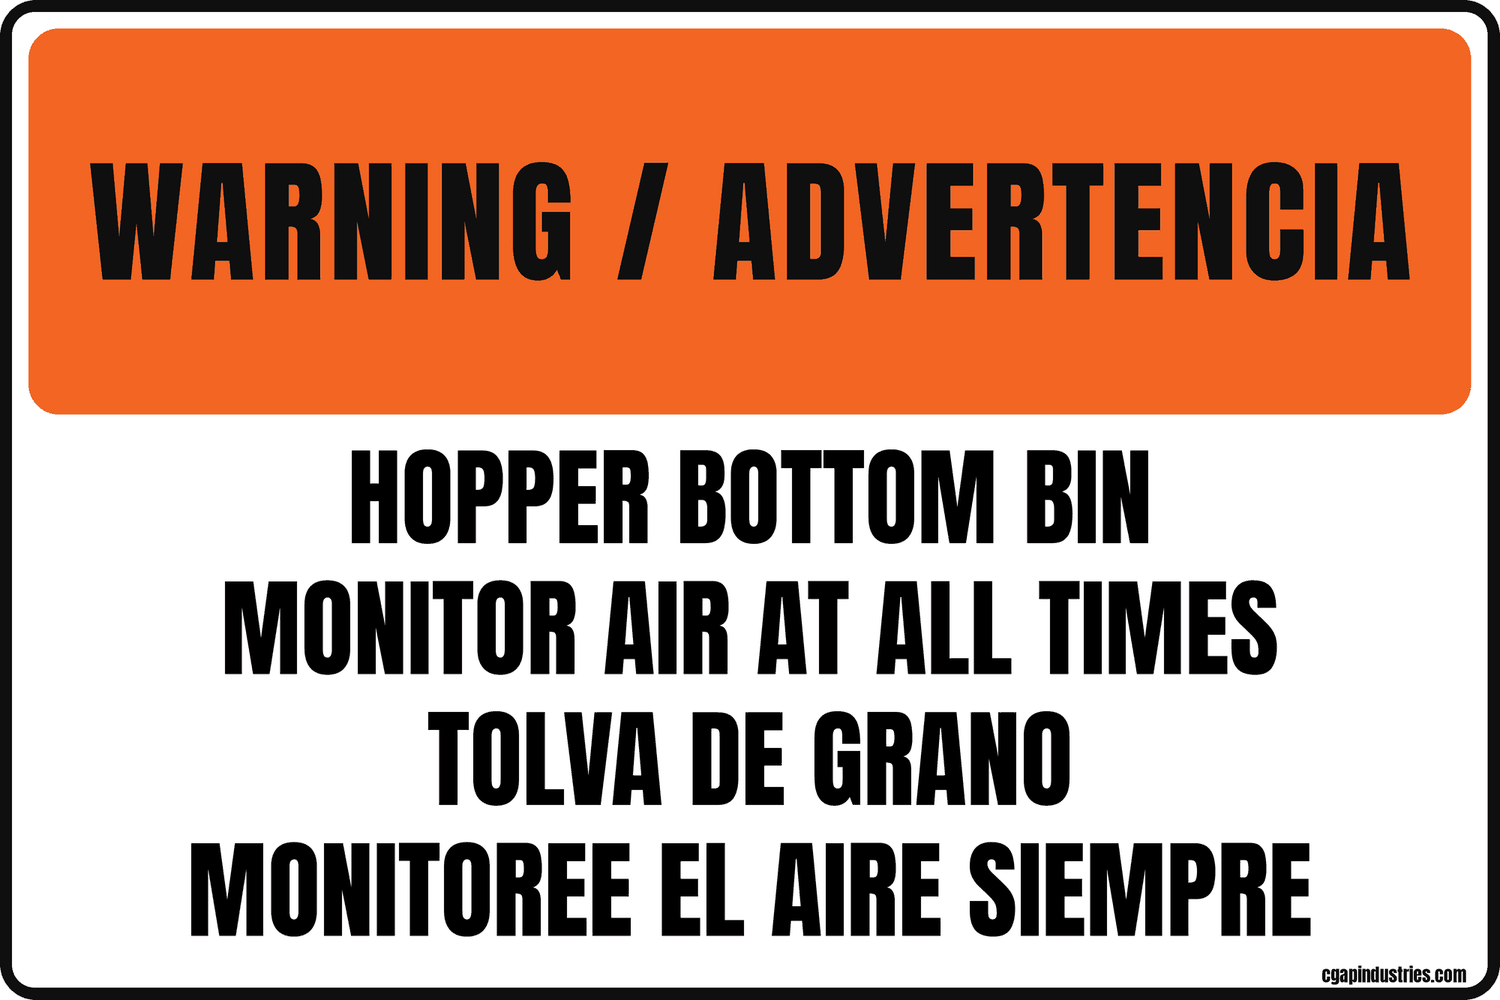 WARNING / ADVERTENCIA
HOPPER BOTTOM BIN
MONITOR AIR AT ALL TIMES
TOLVA DE GRANO
MONITOREE EL AIRE SIEMPRE
cgapindustries.com